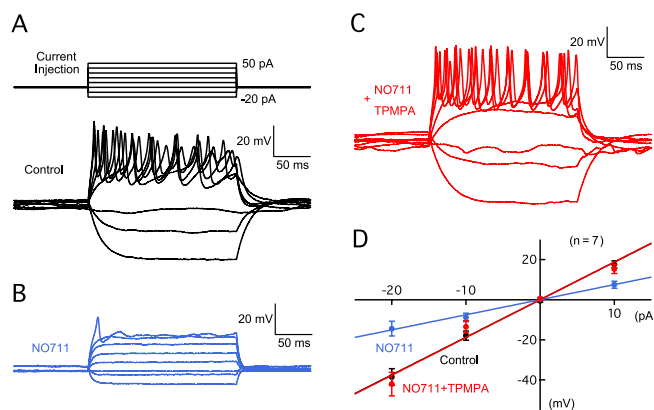 A
Current
Injection
50 pA
-20 pA
20 mV
50 ms
Control
B
NO711
20 mV
50 ms
C
NO711
+
TPMPA
20 mV
50 ms
D
(n = 7)
20
-20
-10
10
(pA
-20
-40
(mV)
NO711
Control
NO711+TPMPA